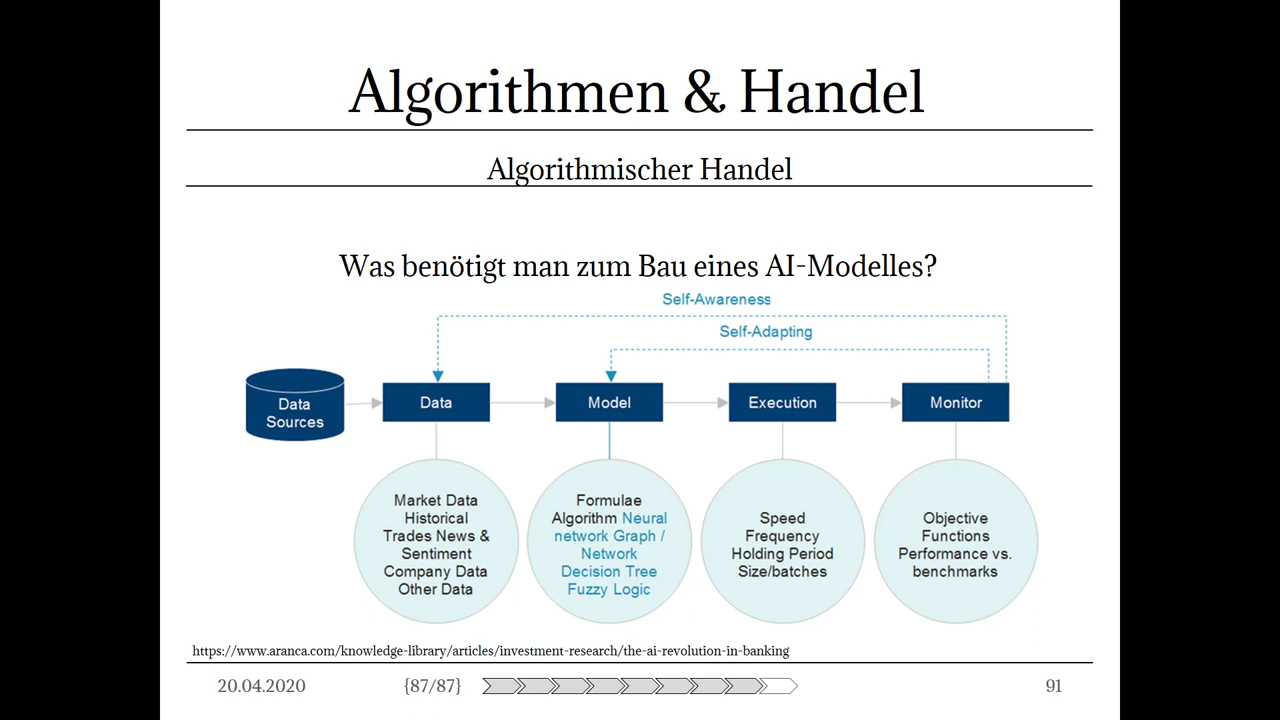 Algorithmen & Handel
Algorithmischer Handel
Was benötigt man zum Bau eines AI-Modelles?
Self-Awareness
Self-Adapting
Data
Sources
Data
Model
Execution
Monitor
Market Data
Historical
Trades News &
Sentiment
Company Data
Other Data
Formulae
Algorithm Neural
network Graph /
Network
Decision Tree
Fuzzy Logic
Speed
Frequency
Holding Period
Size/batches
Objective
Functions
Performance vs.
benchmarks
https://www.aranca.com/knowledge-library/articles/investment-research/the-ai-revolution-in-banking
20.04.2020 {87/87} 91